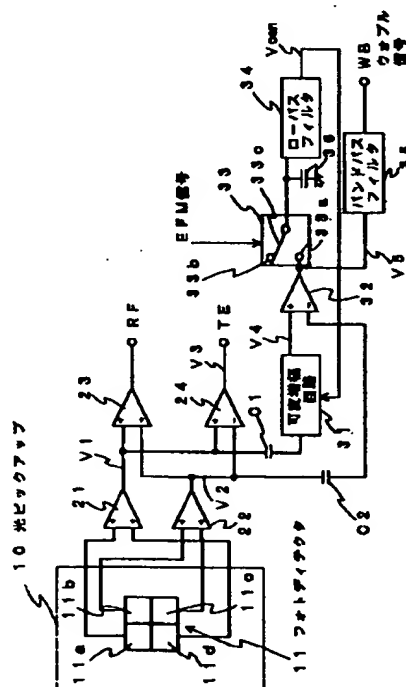 10 光ピックアップ
11a
11b
11c
11d
11 フォトディテクタ
21
22
V1
V2
23
24
RF
TE
V3
C1
C2
可変増幅
回路
31
V4
32
EFM信号
33
33b
33c
33a
ローパス
フィルタ
34
Vcon
バンドパス
フィルタ
V5
WB
ウォブル
信号